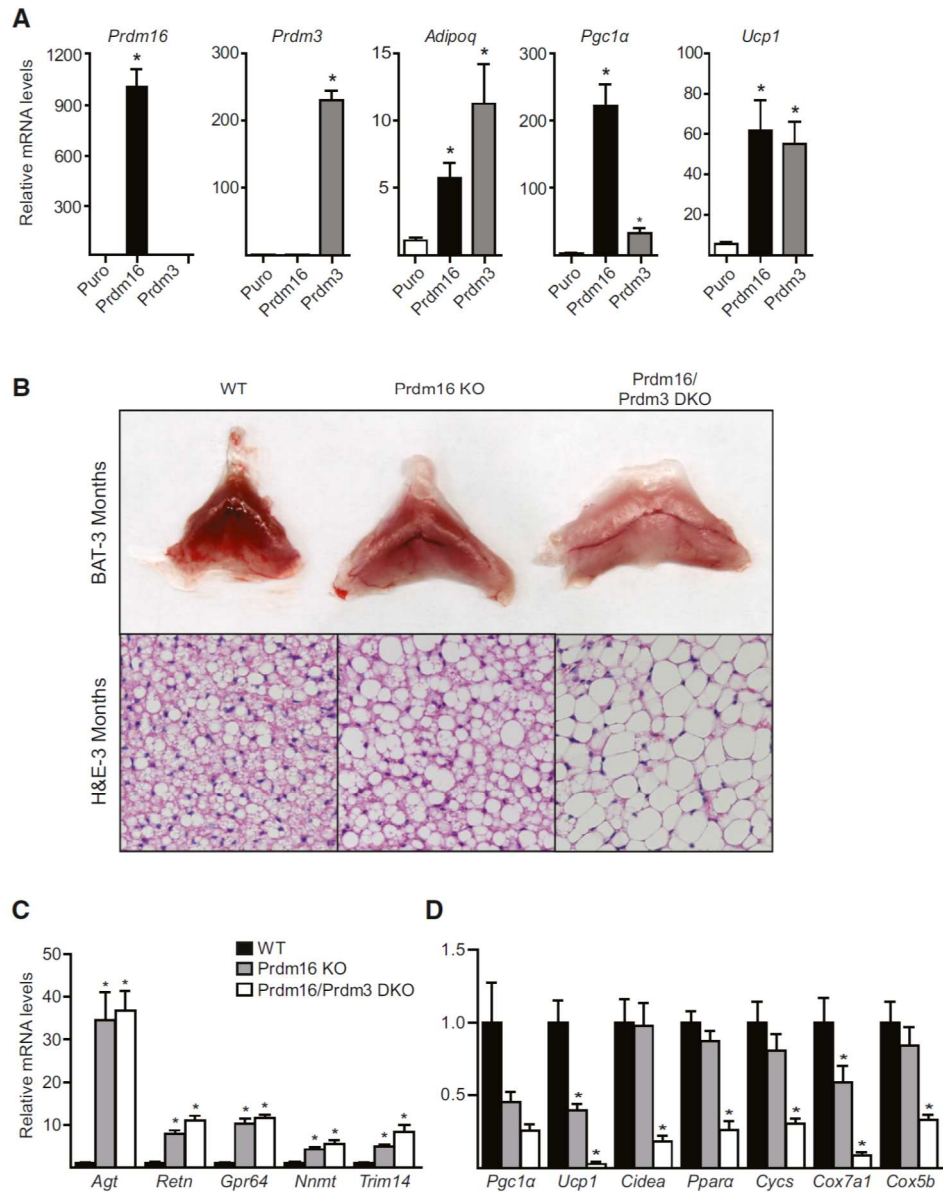 A
Prdm16
Prdm3
Adipoq
Pgc1α
Ucp1
Relative mRNA levels
1200
900
600
300
*
Puro
Prdm16
Prdm3
300
200
100
*
Puro
Prdm16
Prdm3
15
10
5
*
*
Puro
Prdm16
Prdm3
300
200
100
*
*
Puro
Prdm16
Prdm3
100
80
60
40
20
*
*
Puro
Prdm16
Prdm3
B
WT
Prdm16 KO
Prdm16/
Prdm3 DKO
BAT-3 Months
H&E-3 Months
C
Relative mRNA levels
50
40
30
20
10
WT
Prdm16 KO
Prdm16/Prdm3 DKO
* *
* *
* *
* *
* *
Agt Retn Gpr64 Nnmt Trim14
D
1.5
1.0
0.5
* *
*
*
*
* *
*
Pgc1α Ucp1 Cidea Pparα Cycs Cox7a1 Cox5b